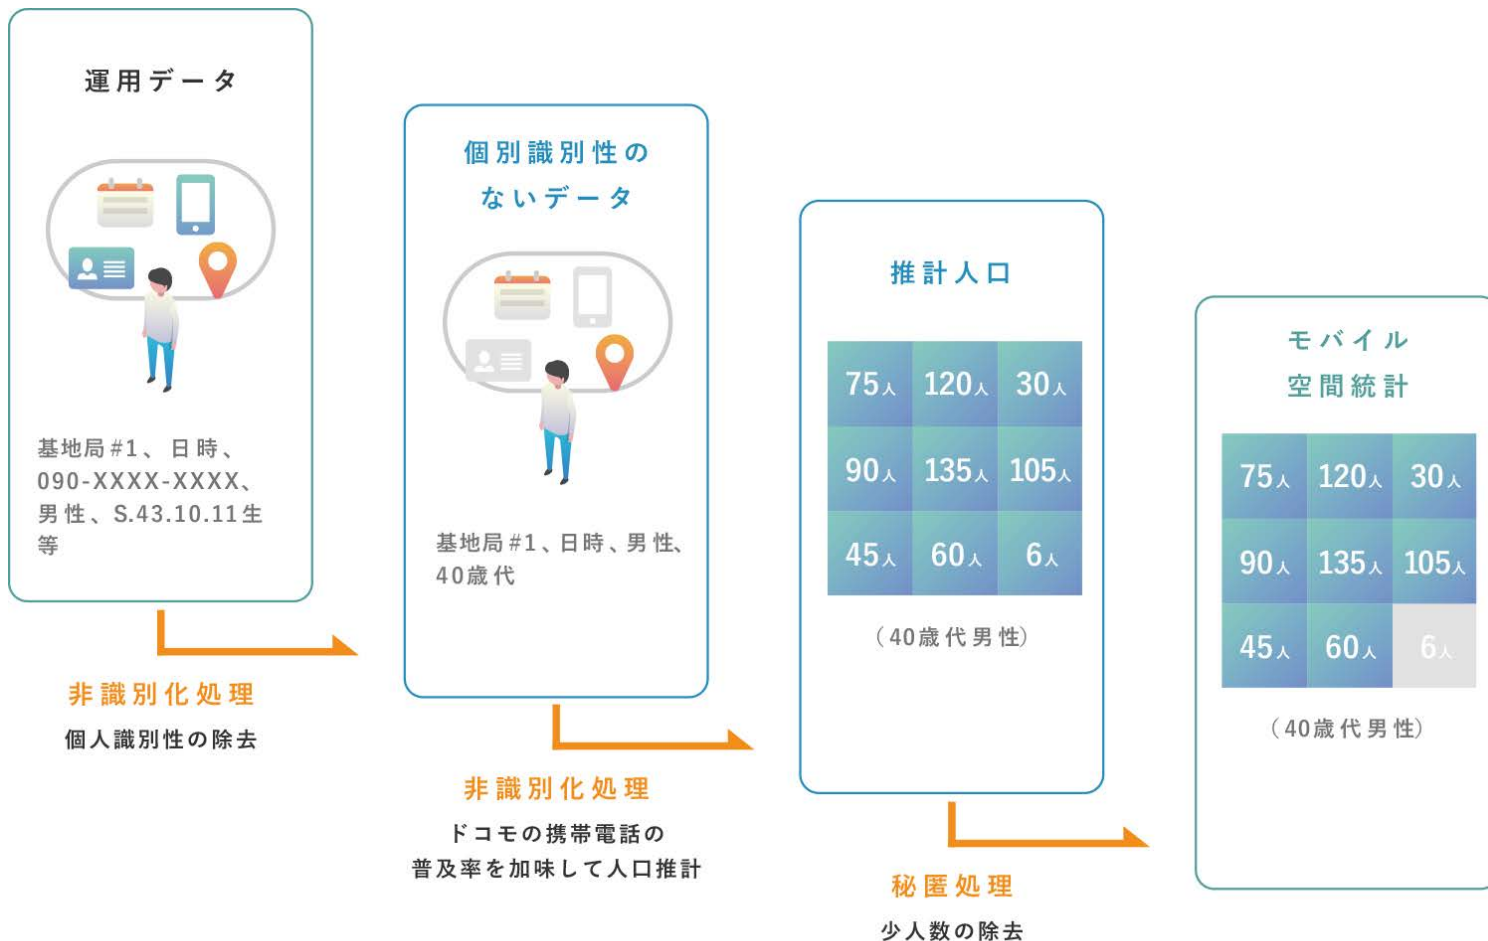 運用データ
基地局#1、日時、
090-XXXX-XXXX、
男性、S.43.10.11生
等
非識別化処理
個人識別性の除去
個別識別性の
ないデータ
基地局#1、日時、男性、
40歳代
非識別化処理
ドコモの携帯電話の
普及率を加味して人口推計
推計人口
75人 120人 30人
90人 135人 105人
45人 60人 6人
（40歳代男性）
秘匿処理
少人数の除去
モバイル
空間統計
75人 120人 30人
90人 135人 105人
45人 60人 6人
（40歳代男性）